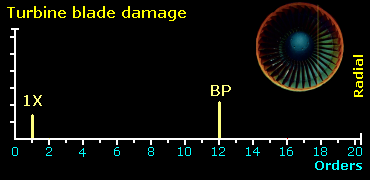 Turbine blade damage
1X
BP
Radial
0 2 4 6 8 10 12 14 16 18 20
Orders